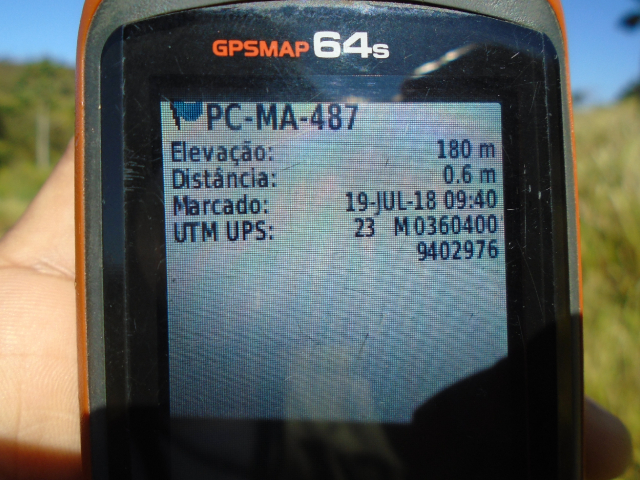 GPSMAP 64s
PC-MA-487
Elevação: 180 m
Distância: 0.6 m
Marcado: 19-JUL-18 09:40
UTM UPS: 23 M 0360400
9402976